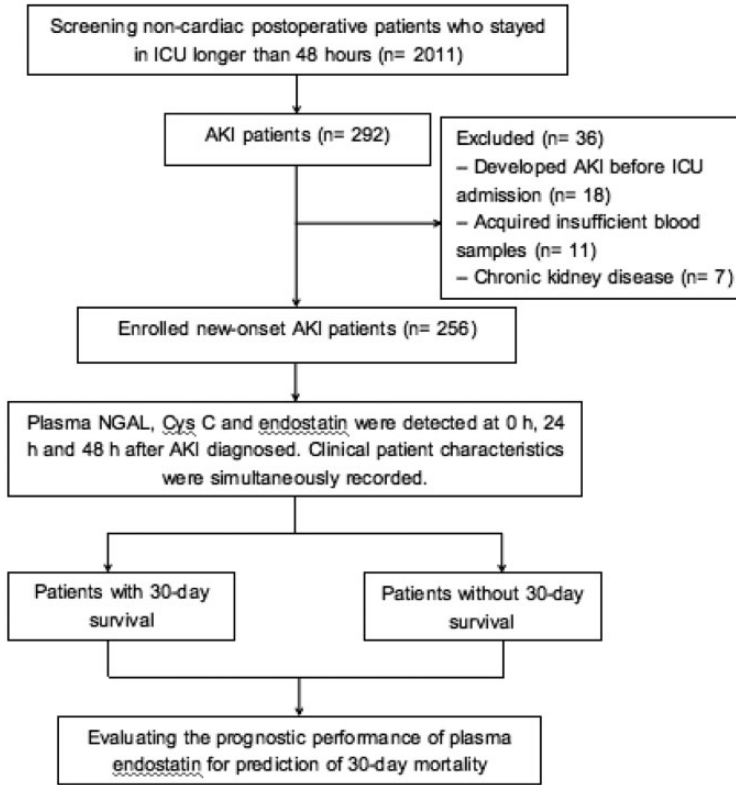 Screening non-cardiac postoperative patients who stayed
in ICU longer than 48 hours (n= 2011)
AKI patients (n= 292)
Excluded (n= 36)
– Developed AKI before ICU
admission (n= 18)
– Acquired insufficient blood
samples (n= 11)
– Chronic kidney disease (n= 7)
Enrolled new-onset AKI patients (n= 256)
Plasma NGAL, Cys C and endostatin were detected at 0 h, 24
h and 48 h after AKI diagnosed. Clinical patient characteristics
were simultaneously recorded.
Patients with 30-day
survival
Patients without 30-day
survival
Evaluating the prognostic performance of plasma
endostatin for prediction of 30-day mortality